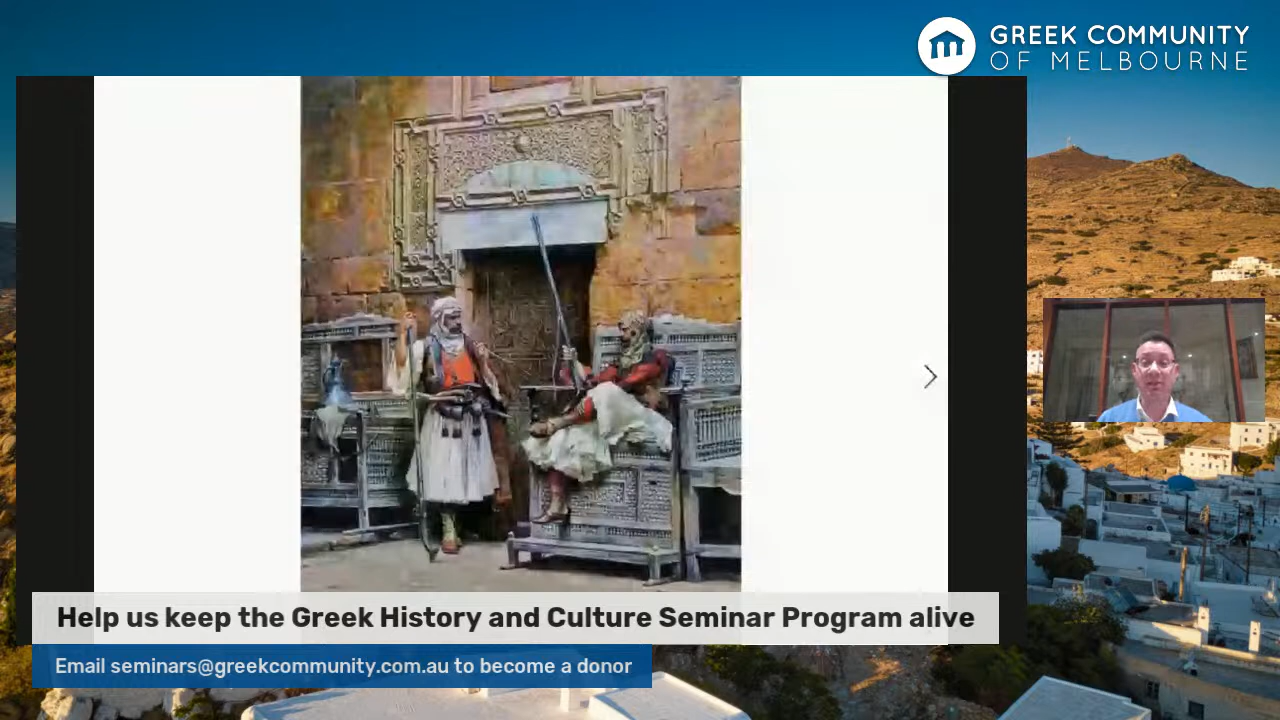 GREEK COMMUNITY
OF MELBOURNE
Help us keep the Greek History and Culture Seminar Program alive
Email seminars@greekcommunity.com.au to become a donor